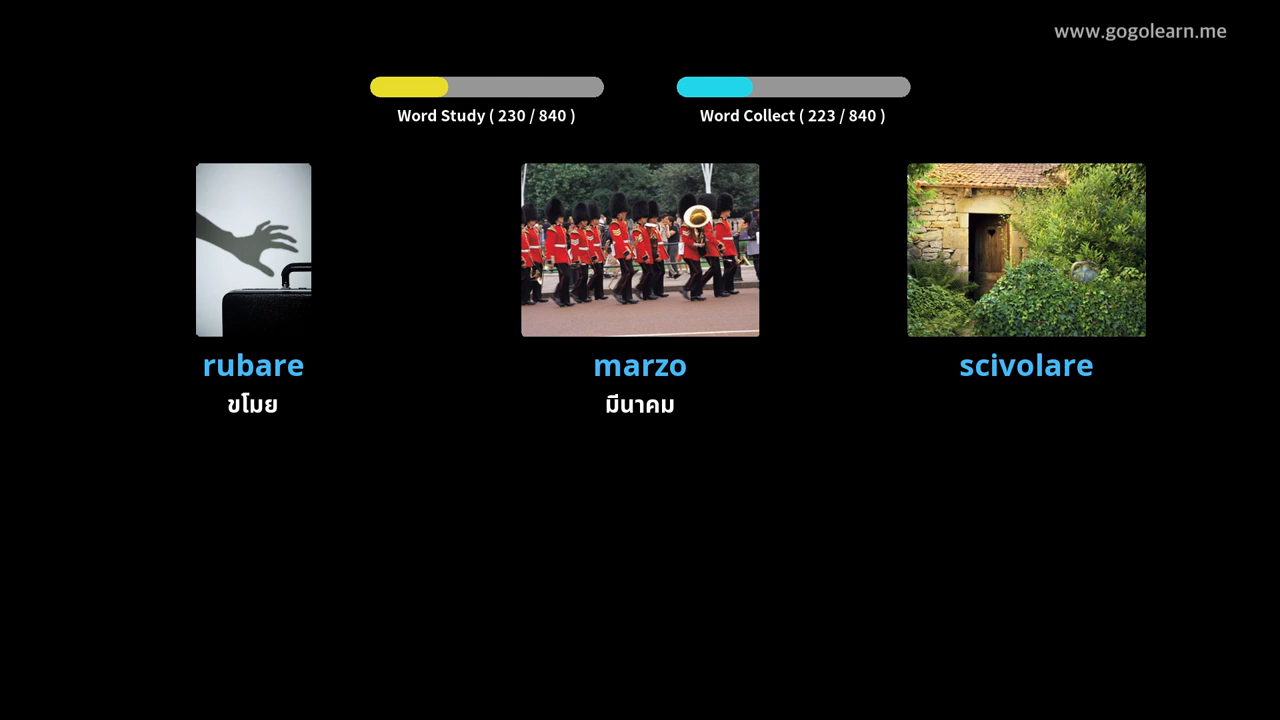 www.gogolearn.me
Word Study ( 230 / 840 )
Word Collect ( 223 / 840 )
rubare
marzo
scivolare
ขโมย
มีนาคม